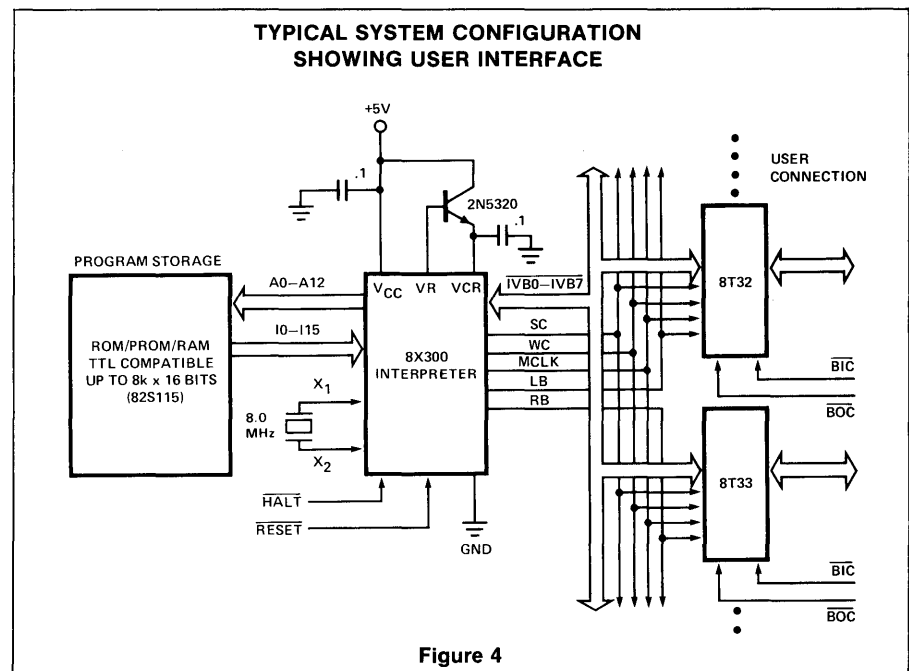 TYPICAL SYSTEM CONFIGURATION
SHOWING USER INTERFACE
+5V
.1
2N5320
.1
USER
CONNECTION
PROGRAM STORAGE
A0–A12
I0–I15
ROM/PROM/RAM
TTL COMPATIBLE
UP TO 8k x 16 BITS
(82S115)
VCC VR VCR
8X300
INTERPRETER
IVB0–IVB7
SC
WC
MCLK
LB
RB
X1
8.0
MHz
X2
HALT
RESET
GND
8T32
BIC
BOC
8T33
BIC
BOC
Figure 4